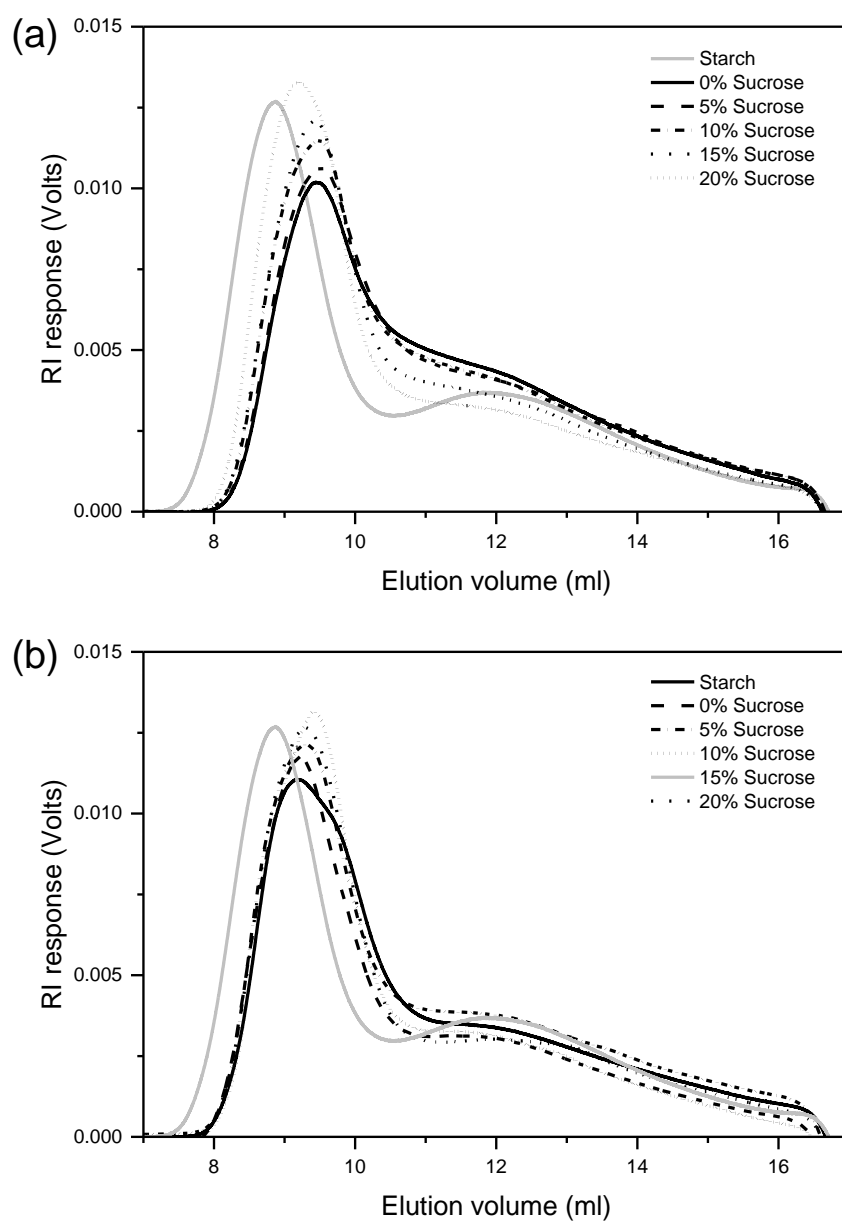 (a)
0.015
0.010
0.005
0.000
RI response (Volts)
Starch
0% Sucrose
5% Sucrose
10% Sucrose
15% Sucrose
20% Sucrose
8 10 12 14 16
Elution volume (ml)
(b)
0.015
0.010
0.005
0.000
RI response (Volts)
Starch
0% Sucrose
5% Sucrose
10% Sucrose
15% Sucrose
20% Sucrose
8 10 12 14 16
Elution volume (ml)